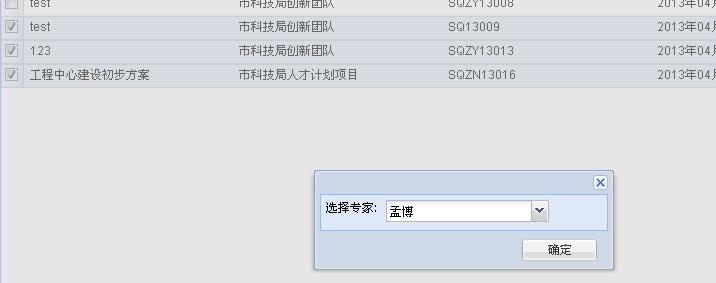 test 市科技局创新团队 SQZY13008 2013年04月
test 市科技局创新团队 SQ13009 2013年04月
123 市科技局创新团队 SQZY13013 2013年04月
工程中心建设初步方案 市科技局人才计划项目 SQZN13016 2013年04月
选择专家: 孟博
确定